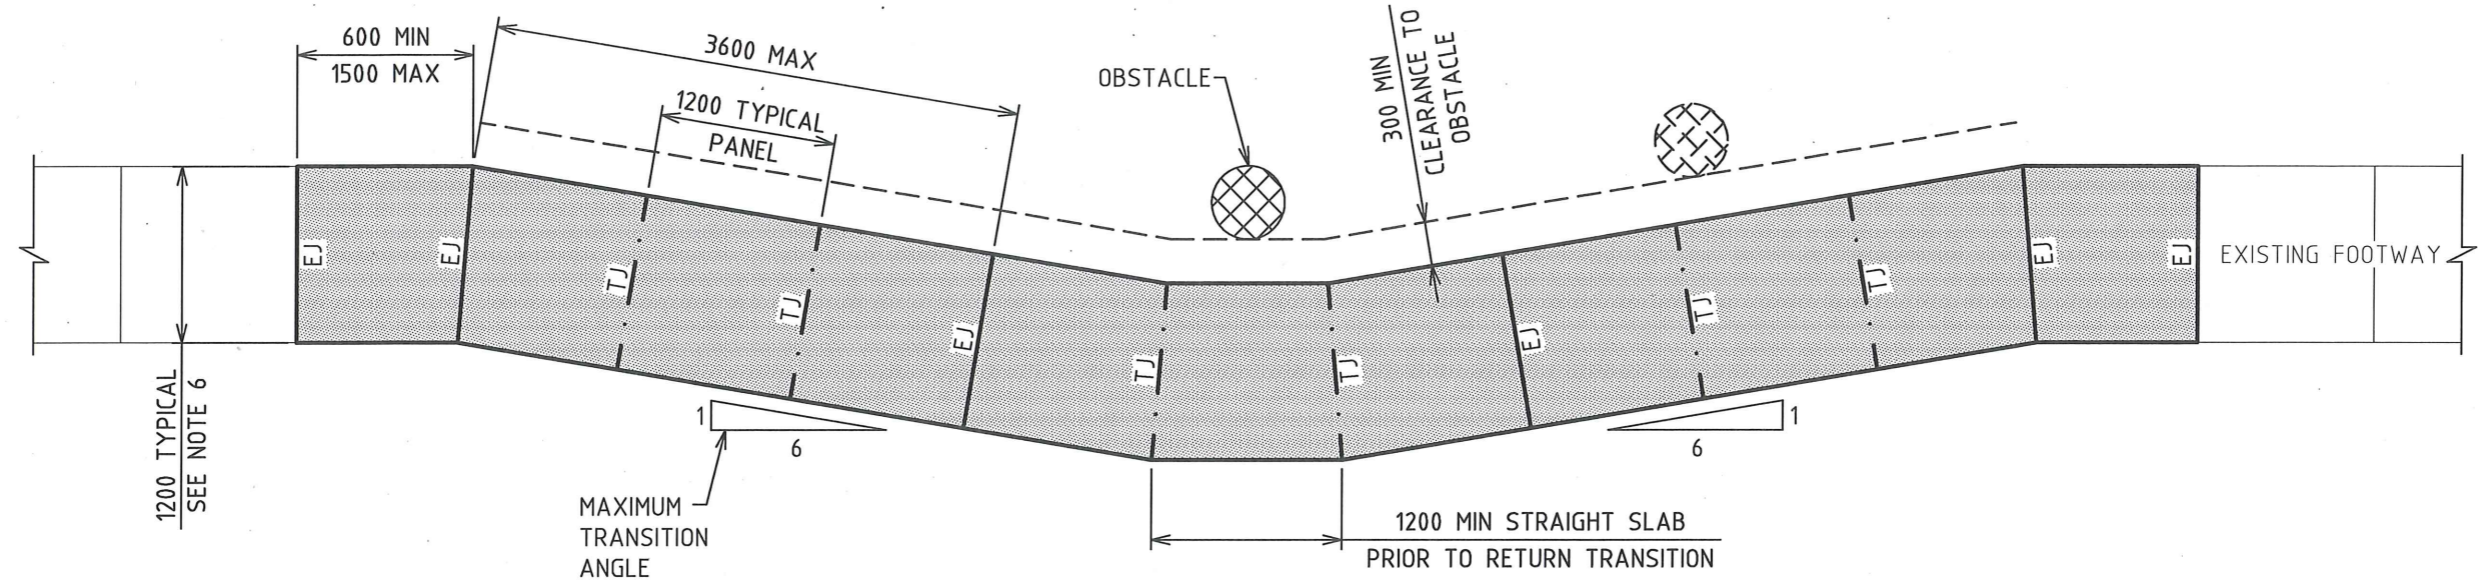 600 MIN
1500 MAX
3600 MAX
1200 TYPICAL
PANEL
OBSTACLE
300 MIN
CLEARANCE TO
OBSTACLE
EJ
EJ
TJ
TJ
EJ
TJ
TJ
EJ
TJ
TJ
EJ
EJ
EXISTING FOOTWAY
1200 TYPICAL
SEE NOTE 6
1
6
1
6
MAXIMUM
TRANSITION
ANGLE
1200 MIN STRAIGHT SLAB
PRIOR TO RETURN TRANSITION